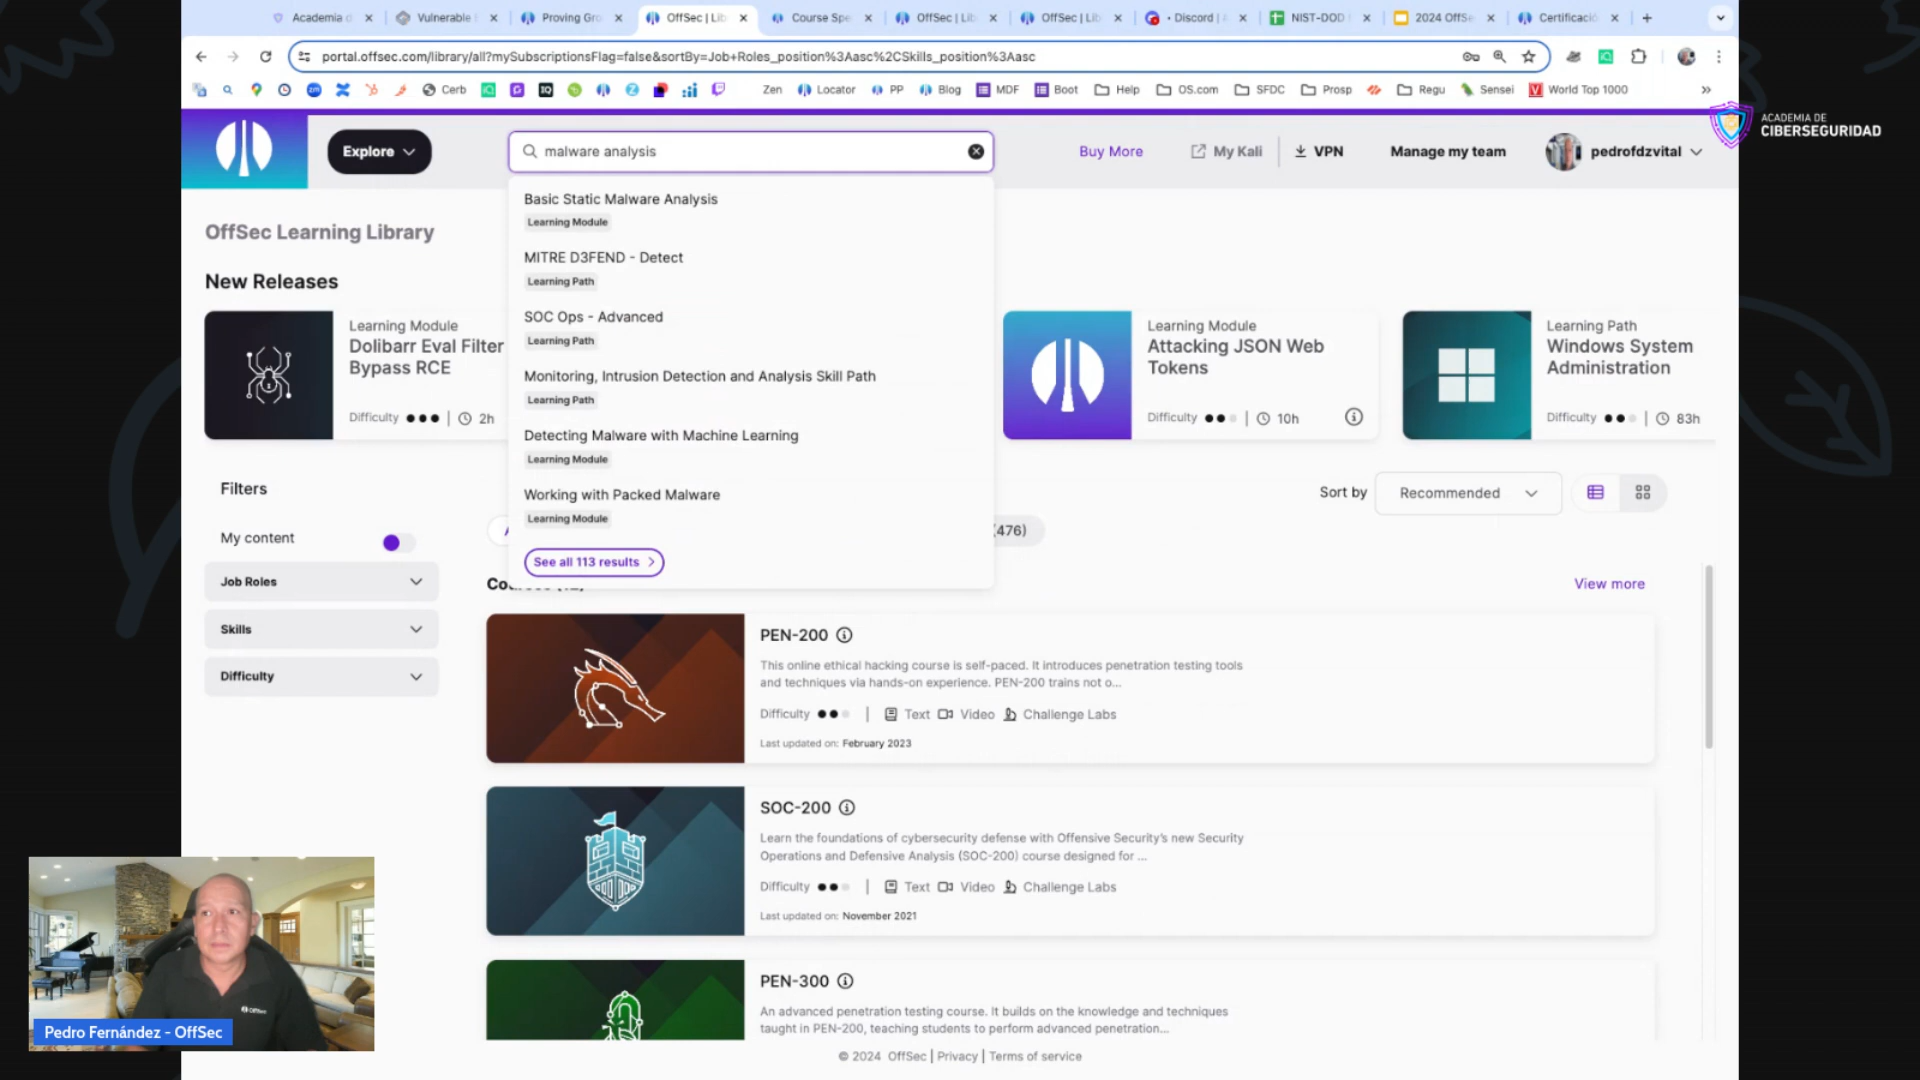 Academia d
Vulnerable
Proving Gro
OffSec | Lib
Course Spe
OffSec | Lib
OffSec | Lib
• Discord |
NIST-DOD
2024 OffSe
Certificació
portal.offsec.com/library/all?mySubscriptionsFlag=false&sortBy=Job+Roles_position%3Aasc%2CSkills_position%3Aasc
Cerb
Zen
Locator
PP
Blog
MDF
Boot
Help
OS.com
SFDC
Prosp
Regu
Sensei
World Top 1000
»
ACADEMIA DE
CIBERSEGURIDAD
Explore
malware analysis
Buy More
My Kali
VPN
Manage my team
pedrofdzvital
Basic Static Malware Analysis
Learning Module
MITRE D3FEND - Detect
Learning Path
SOC Ops - Advanced
Learning Path
Monitoring, Intrusion Detection and Analysis Skill Path
Learning Path
Detecting Malware with Machine Learning
Learning Module
Working with Packed Malware
Learning Module
See all 113 results
OffSec Learning Library
New Releases
Learning Module
Dolibarr Eval Filter
Bypass RCE
Difficulty
2h
Learning Module
Attacking JSON Web
Tokens
Difficulty
10h
Learning Path
Windows System
Administration
Difficulty
83h
Filters
My content
Job Roles
Skills
Difficulty
(476)
Sort by
Recommended
View more
PEN-200
This online ethical hacking course is self-paced. It introduces penetration testing tools
and techniques via hands-on experience. PEN-200 trains not o...
Difficulty
Text
Video
Challenge Labs
Last updated on: February 2023
SOC-200
Learn the foundations of cybersecurity defense with Offensive Security's new Security
Operations and Defensive Analysis (SOC-200) course designed for ...
Difficulty
Text
Video
Challenge Labs
Last updated on: November 2021
PEN-300
An advanced penetration testing course. It builds on the knowledge and techniques
taught in PEN-200, teaching students to perform advanced penetration...
© 2024 OffSec | Privacy | Terms of service
OffSec
Pedro Fernández - OffSec